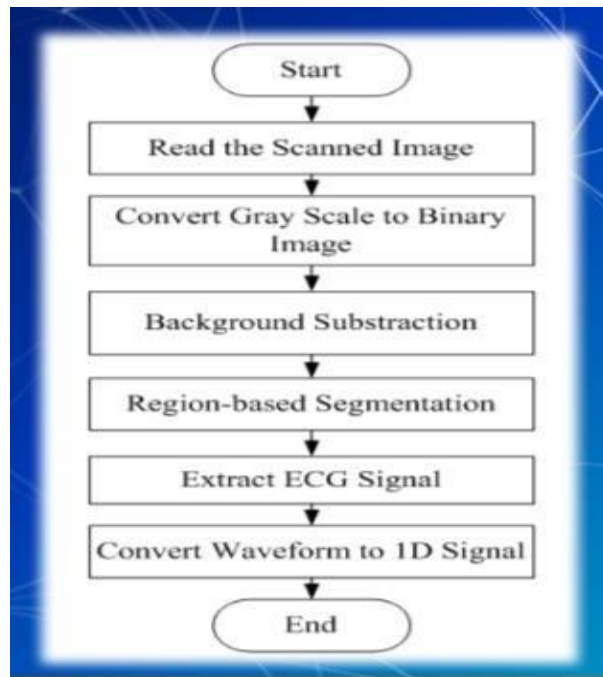 Start
Read the Scanned Image
Convert Gray Scale to Binary
Image
Background Substraction
Region-based Segmentation
Extract ECG Signal
Convert Waveform to 1D Signal
End